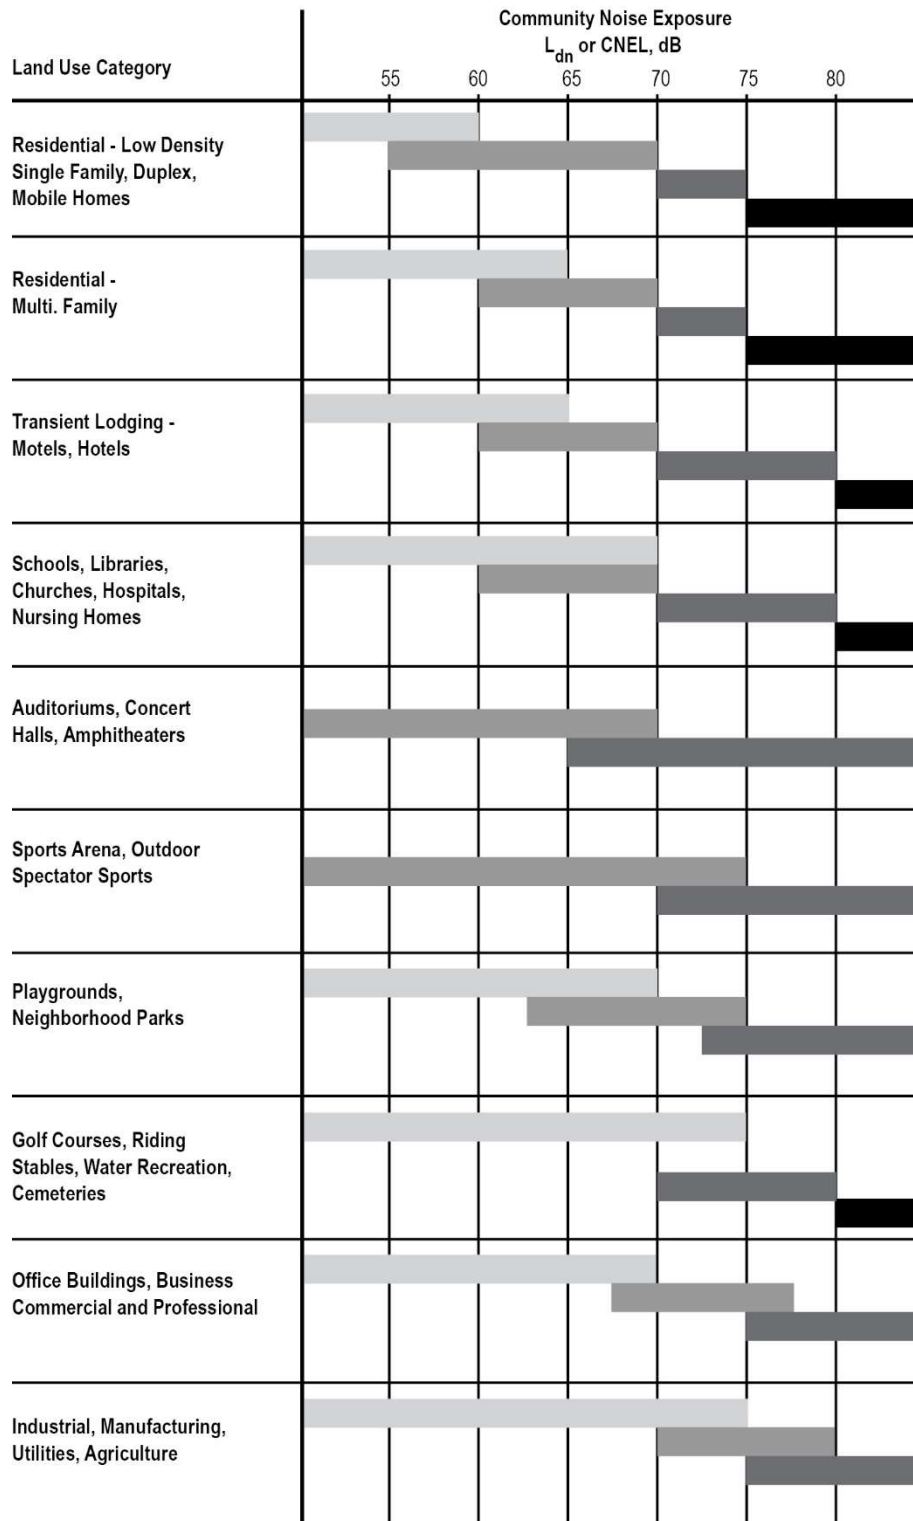 Community Noise Exposure
L_dn or CNEL, dB
Land Use Category
55 60 65 70 75 80
Residential - Low Density
Single Family, Duplex,
Mobile Homes
Residential -
Multi. Family
Transient Lodging -
Motels, Hotels
Schools, Libraries,
Churches, Hospitals,
Nursing Homes
Auditoriums, Concert
Halls, Amphitheaters
Sports Arena, Outdoor
Spectator Sports
Playgrounds,
Neighborhood Parks
Golf Courses, Riding
Stables, Water Recreation,
Cemeteries
Office Buildings, Business
Commercial and Professional
Industrial, Manufacturing,
Utilities, Agriculture